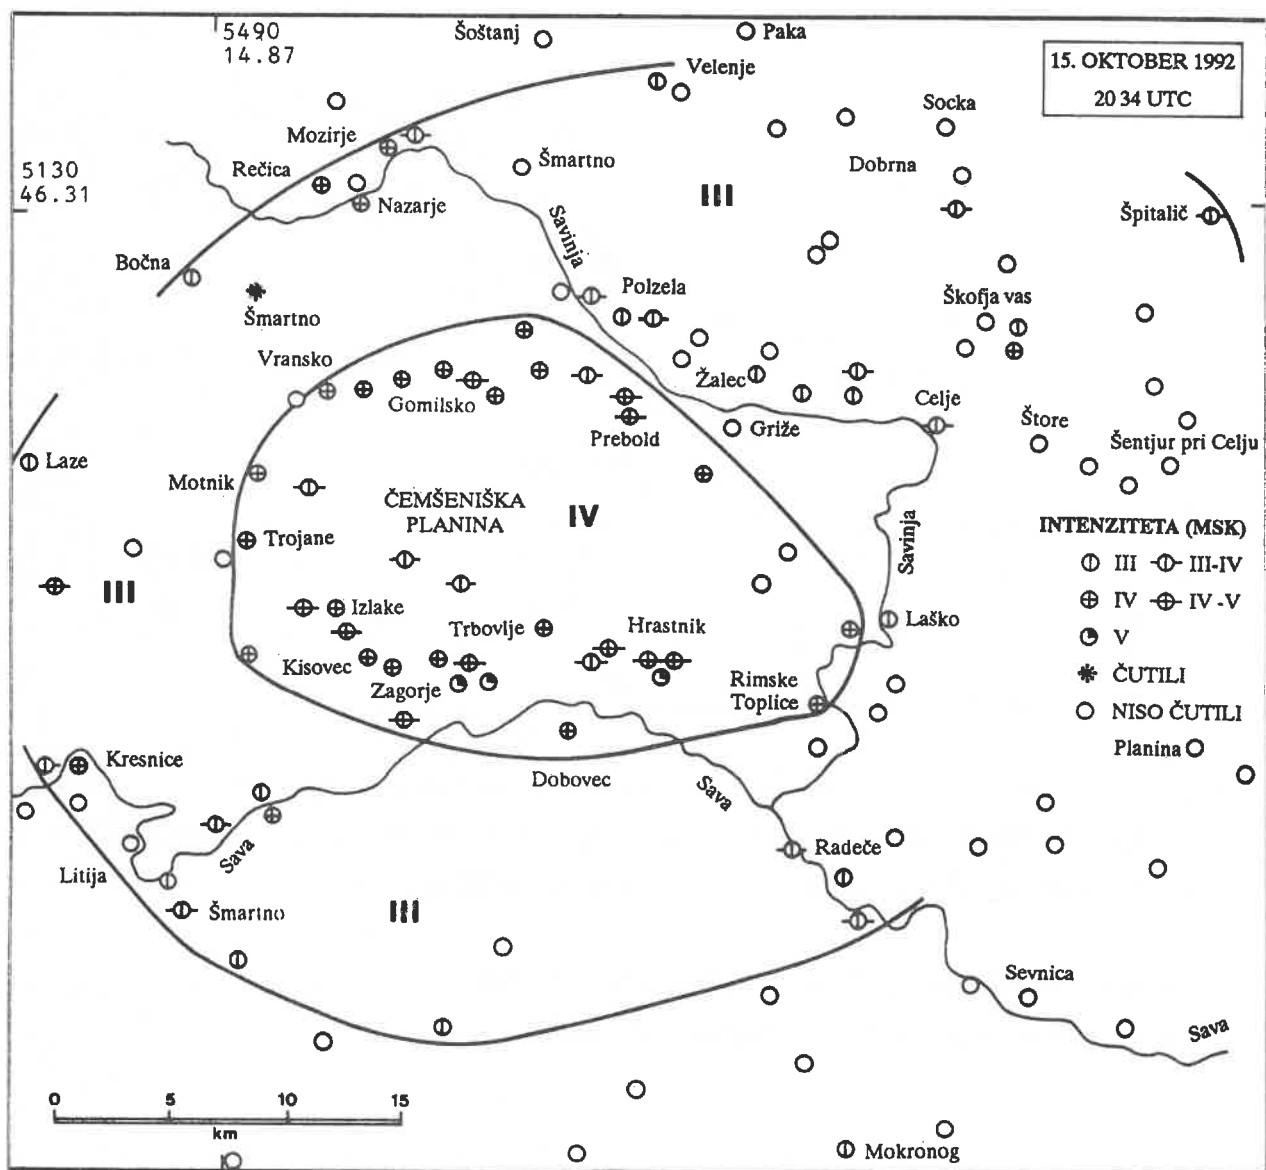 5490
14.87
Šoštanj
Paka
15. OKTOBER 1992
20 34 UTC
Velenje
Socka
Mozirje
Šmartno
Dobrna
Rečica
5130
46.31
III
Nazarje
Savinja
Špitalič
Bočna
Šmartno
Polzela
Škofja vas
Vransko
Žalec
Gomilsko
Celje
Prebold
Griže
Štore
Šentjur pri Celju
Laze
Motnik
ČEMŠENIŠKA
PLANINA
IV
Trojane
Savinja
INTENZITETA (MSK)
III
III-IV
III
IV
IV-V
Izlake
Trbovlje
Hrastnik
Laško
V
Kisovec
Zagorje
Rimske
Toplice
ČUTILI
NISO ČUTILI
Planina
Kresnice
Dobovec
Sava
Sava
Radeče
Litija
Šmartno
III
Sevnica
Sava
0 5 10 15
km
Mokronog